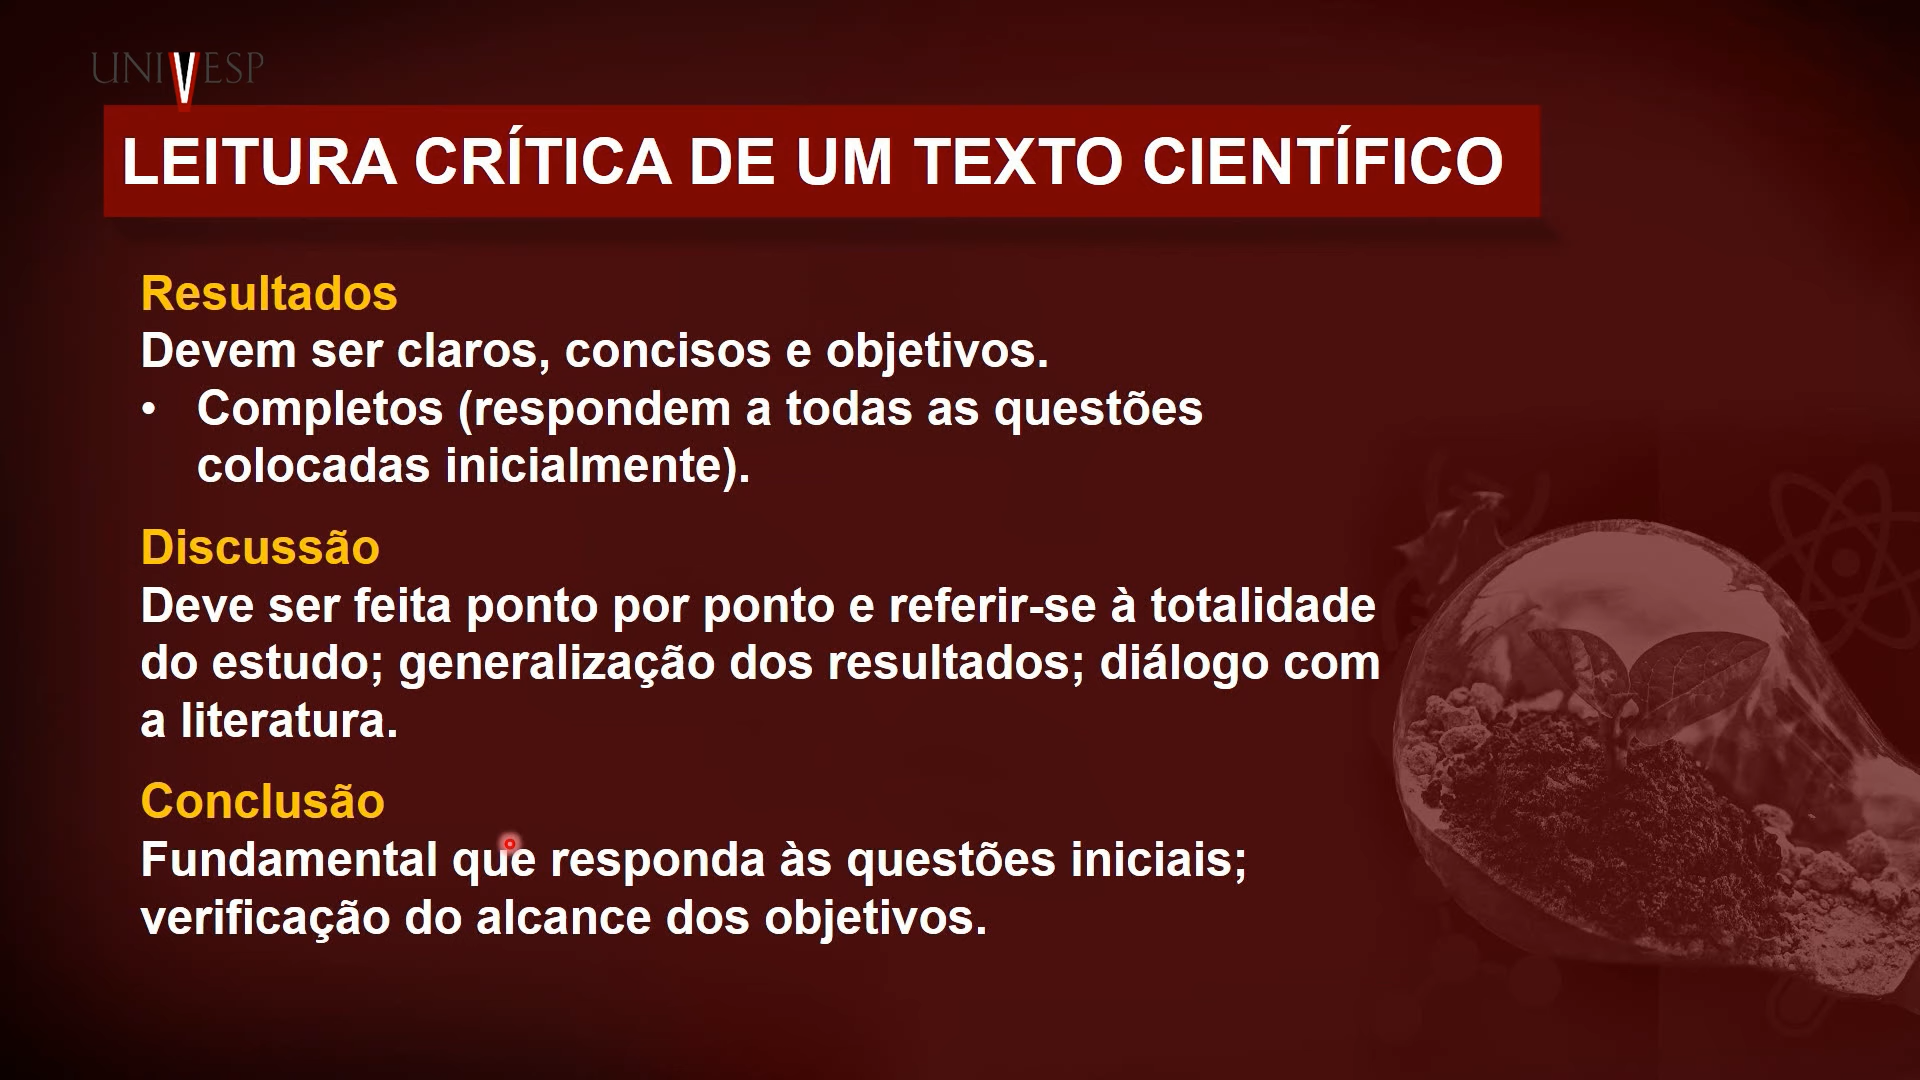 UNIVESP
LEITURA CRÍTICA DE UM TEXTO CIENTÍFICO
Resultados
Devem ser claros, concisos e objetivos.
• Completos (respondem a todas as questões
colocadas inicialmente).
Discussão
Deve ser feita ponto por ponto e referir-se à totalidade
do estudo; generalização dos resultados; diálogo com
a literatura.
Conclusão
Fundamental que responda às questões iniciais;
verificação do alcance dos objetivos.